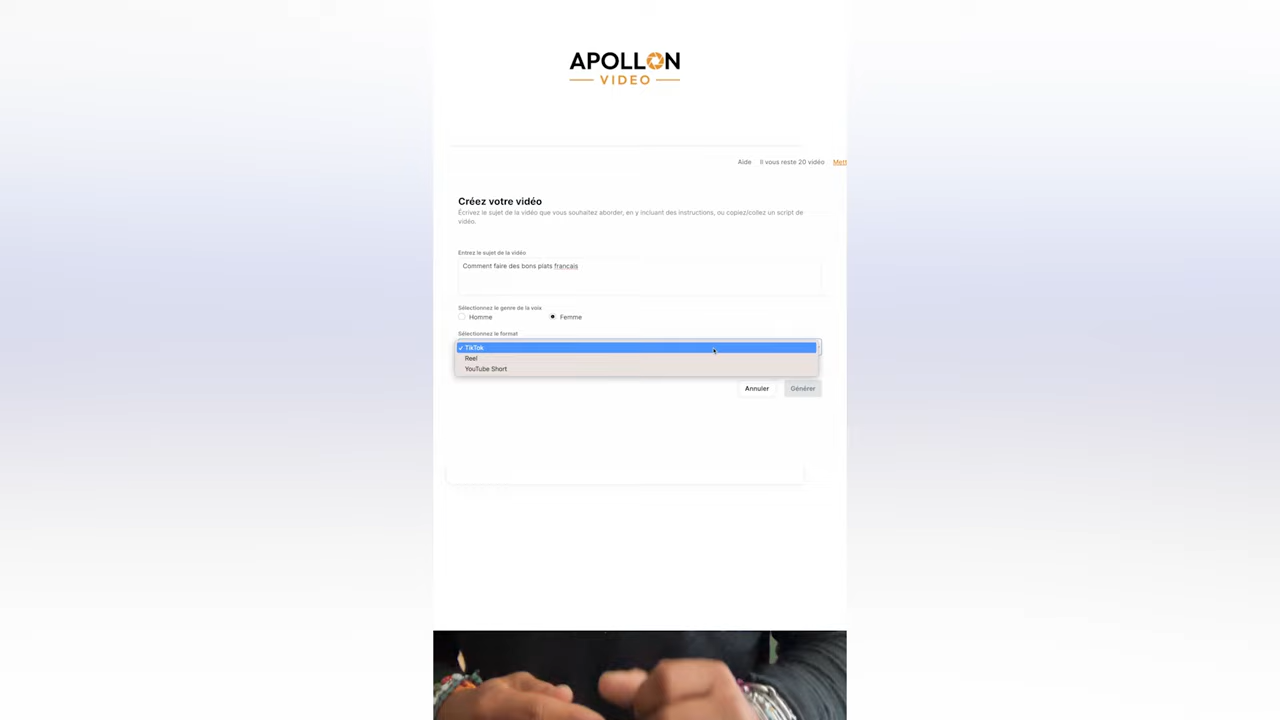 APOLLON
VIDEO
Aide Il vous reste 20 vidéo Mett
Créez votre vidéo
Écrivez le sujet de la vidéo que vous souhaitez aborder, en y incluant des instructions, ou copiez/collez un script de
vidéo.
Entrez le sujet de la vidéo
Comment faire des bons plats francais
Sélectionnez le genre de la voix
Homme Femme
Sélectionnez le format
TikTok
Reel
YouTube Short
Annuler Générer